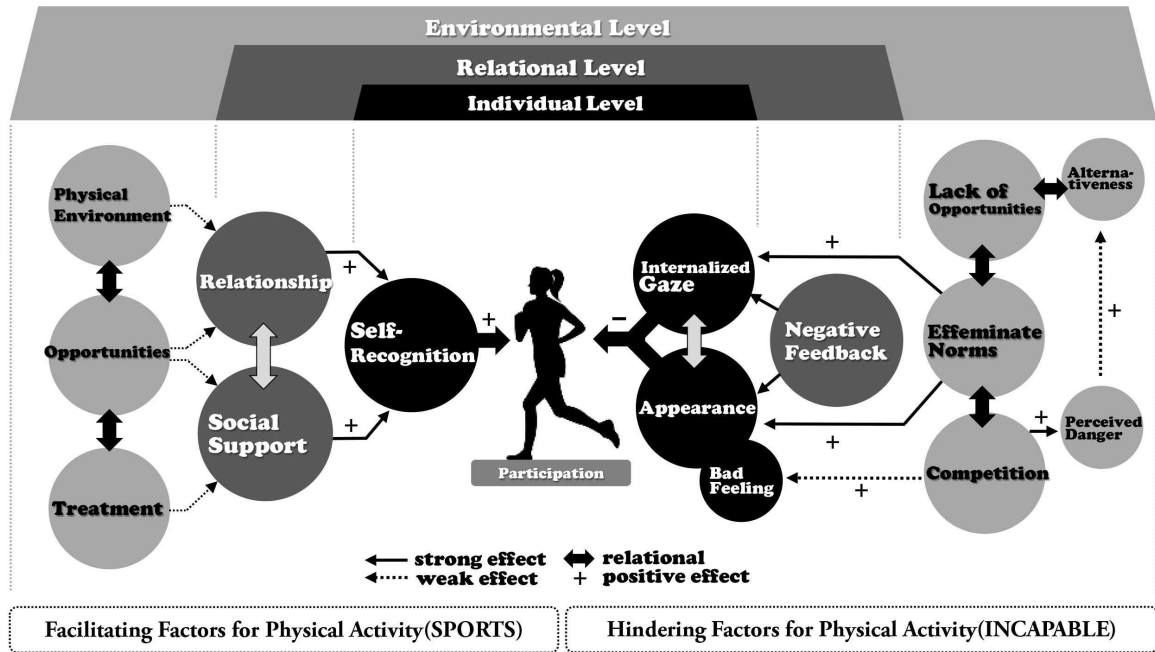 Environmental Level
Relational Level
Individual Level
Physical
Environment
Opportunities
Treatment
Relationship
+
Social
Support
+
Self-
Recognition
+
Participation
−
Internalized
Gaze
Appearance
Bad
Feeling
Negative
Feedback
+
+
+
Lack of
Opportunities
Alterna-
tiveness
Effeminate
Norms
+
Competition
+
Perceived
Danger
strong effect
relational
weak effect
+ positive effect
Facilitating Factors for Physical Activity(SPORTS)
Hindering Factors for Physical Activity(INCAPABLE)